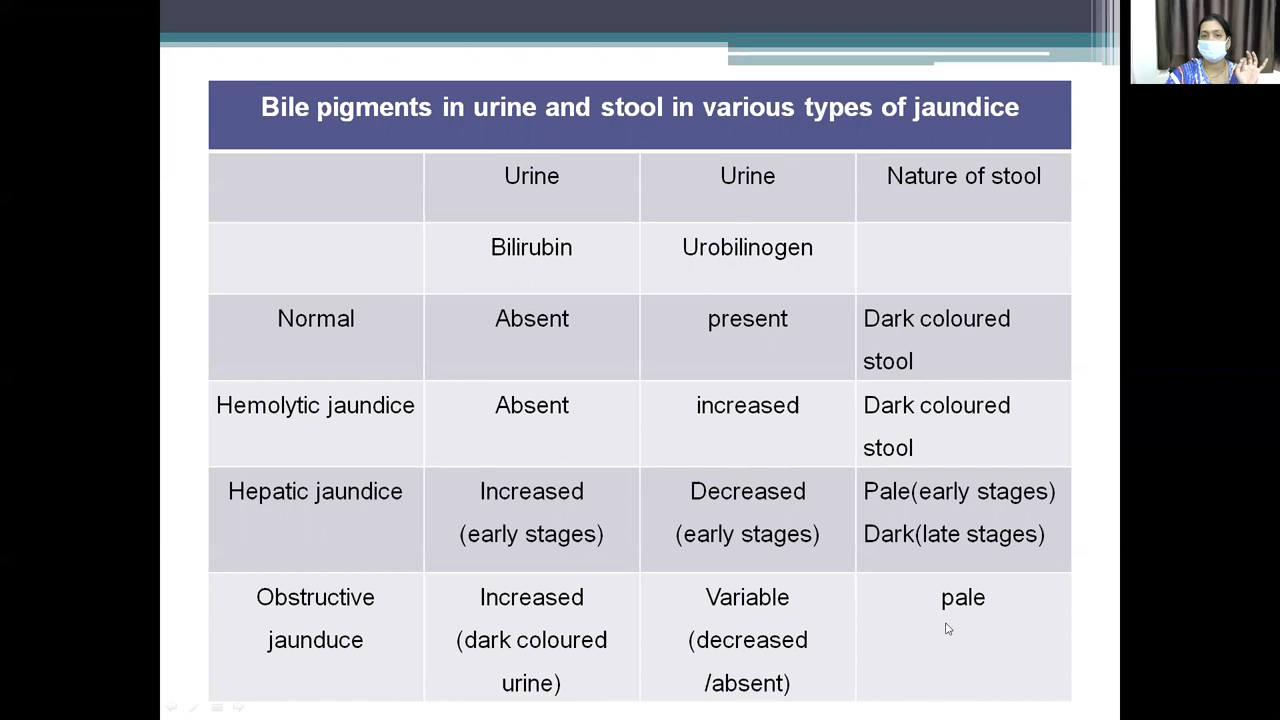 Bile pigments in urine and stool in various types of jaundice
Urine Urine Nature of stool
Bilirubin Urobilinogen
Normal Absent present Dark coloured
stool
Hemolytic jaundice Absent increased Dark coloured
stool
Hepatic jaundice Increased Decreased Pale(early stages)
(early stages) (early stages) Dark(late stages)
Obstructive Increased Variable pale
jaunduce (dark coloured (decreased
urine) /absent)